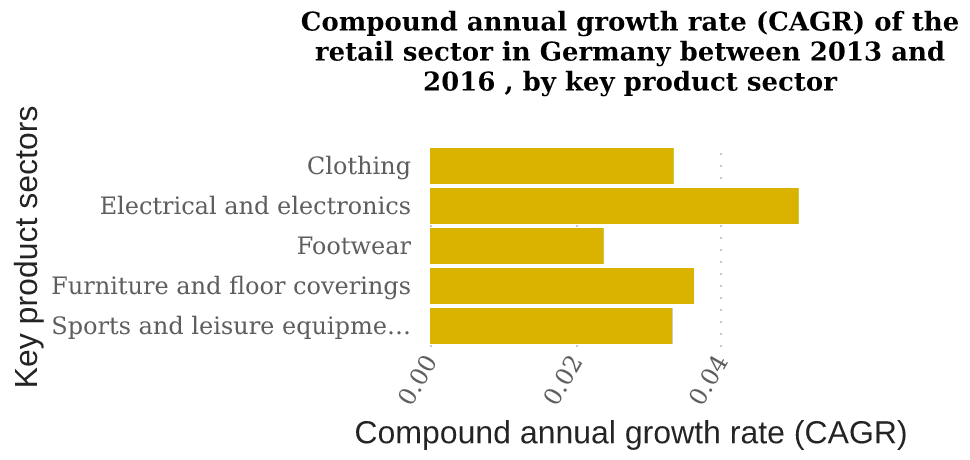 Compound annual growth rate (CAGR) of the
retail sector in Germany between 2013 and
2016 , by key product sector
Key product sectors
Clothing
Electrical and electronics
Footwear
Furniture and floor coverings
Sports and leisure equipme…
0.00
0.02
0.04
Compound annual growth rate (CAGR)